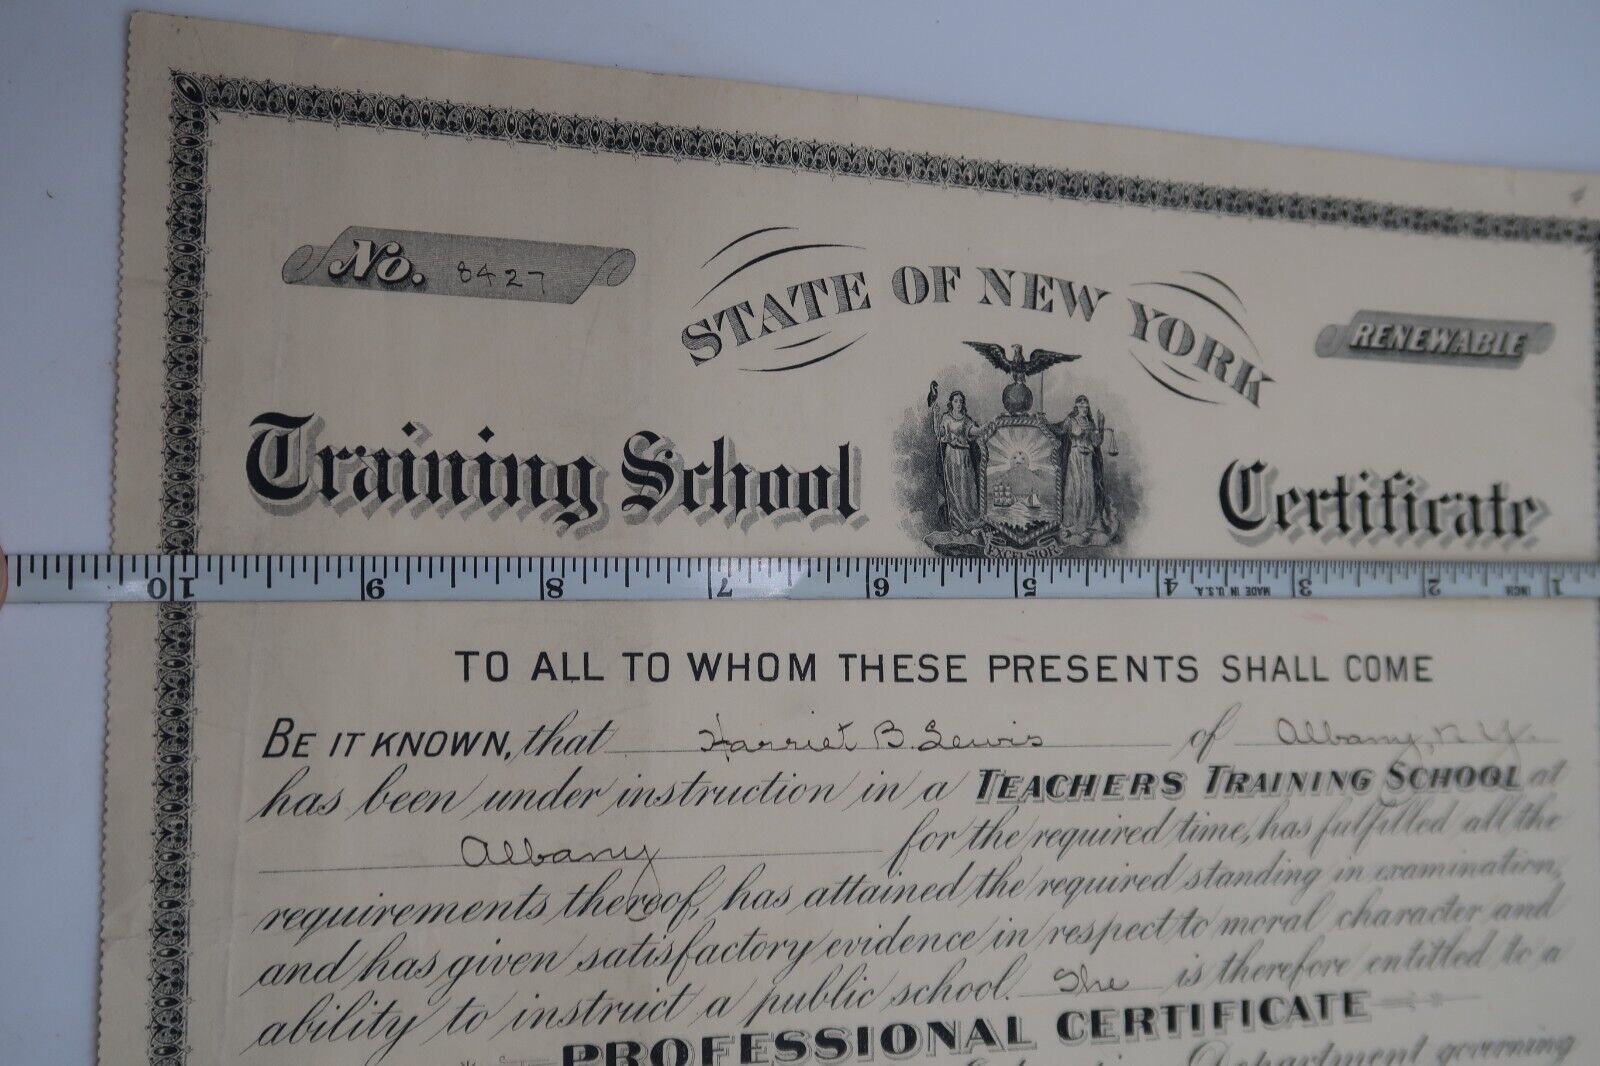 No. 8427
STATE OF NEW YORK
RENEWABLE
Training School Certificate
EXCELSIOR
10 9 8 7 6 5 4 MADE IN U.S.A. 3 2 INCH 1
TO ALL TO WHOM THESE PRESENTS SHALL COME
BE IT KNOWN, that Harriet B. Lewis of Albany, N.Y.
has been under instruction in a TEACHERS TRAINING SCHOOL at
Albany for the required time, has fulfilled all the
requirements thereof, has attained the required standing in examination,
and has given satisfactory evidence in respect to moral character and
ability to instruct a public school. She is therefore entitled to a
PROFESSIONAL CERTIFICATE
Department governing